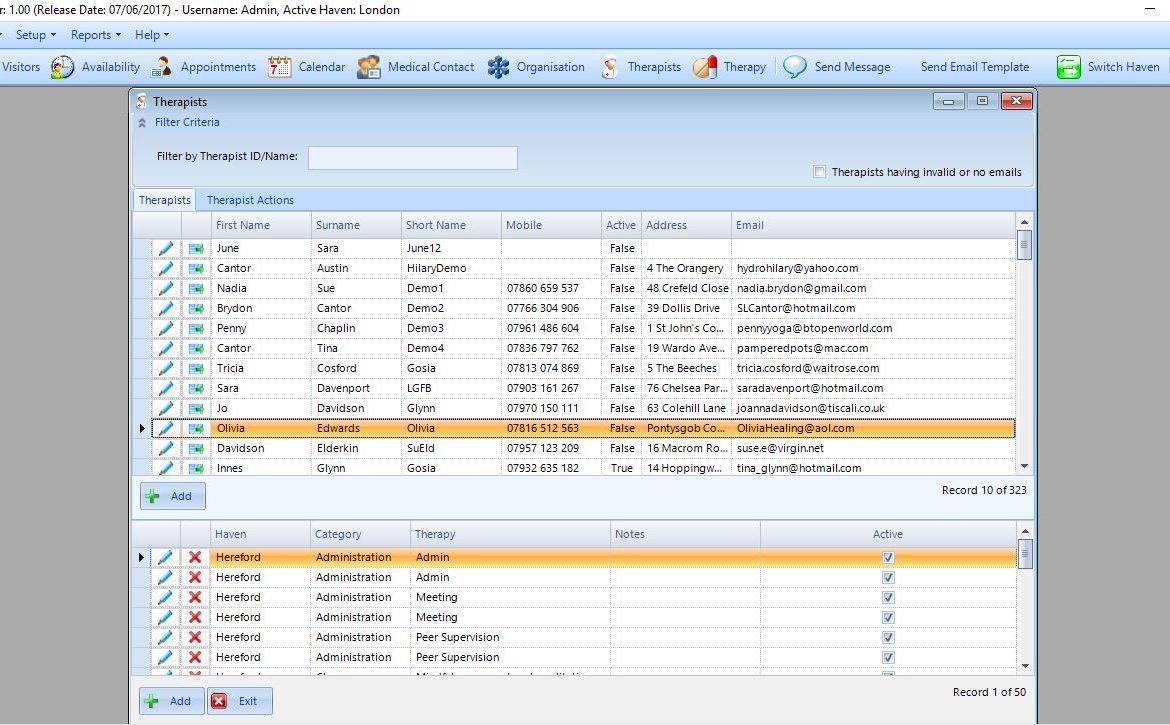 r: 1.00 (Release Date: 07/06/2017) - Username: Admin, Active Haven: London
Setup Reports Help
Visitors Availability Appointments Calendar Medical Contact Organisation Therapists Therapy Send Message Send Email Template Switch Haven
Therapists
Filter Criteria
Filter by Therapist ID/Name:
Therapists having invalid or no emails
Therapists Therapist Actions
First Name Surname Short Name Mobile Active Address Email
June Sara June12 False
Cantor Austin HilaryDemo False 4 The Orangery hydrohilary@yahoo.com
Nadia Sue Demo1 07860 659 537 False 48 Crefeld Close nadia.brydon@gmail.com
Brydon Cantor Demo2 07766 304 906 False 39 Dollis Drive SLCantor@hotmail.com
Penny Chaplin Demo3 07961 486 604 False 1 St John's Co... pennyyoga@btopenworld.com
Cantor Tina Demo4 07836 797 762 False 19 Wardo Ave... pamperedpots@mac.com
Tricia Cosford Gosia 07813 074 869 False 5 The Beeches tricia.cosford@waitrose.com
Sara Davenport LGFB 07903 161 267 False 76 Chelsea Par... saradavenport@hotmail.com
Jo Davidson Glynn 07970 150 111 False 63 Colehill Lane joannadavidson@tiscali.co.uk
Olivia Edwards Olivia 07816 512 563 False Pontysgob Co... OliviaHealing@aol.com
Davidson Elderkin SuEld 07957 123 209 False 16 Macrom Ro... suse.e@virgin.net
Innes Glynn Gosia 07932 635 182 True 14 Hoppingw... tina_glynn@hotmail.com
Add Record 10 of 323
Haven Category Therapy Notes Active
Hereford Administration Admin
Hereford Administration Admin
Hereford Administration Meeting
Hereford Administration Meeting
Hereford Administration Peer Supervision
Hereford Administration Peer Supervision
Add Exit Record 1 of 50